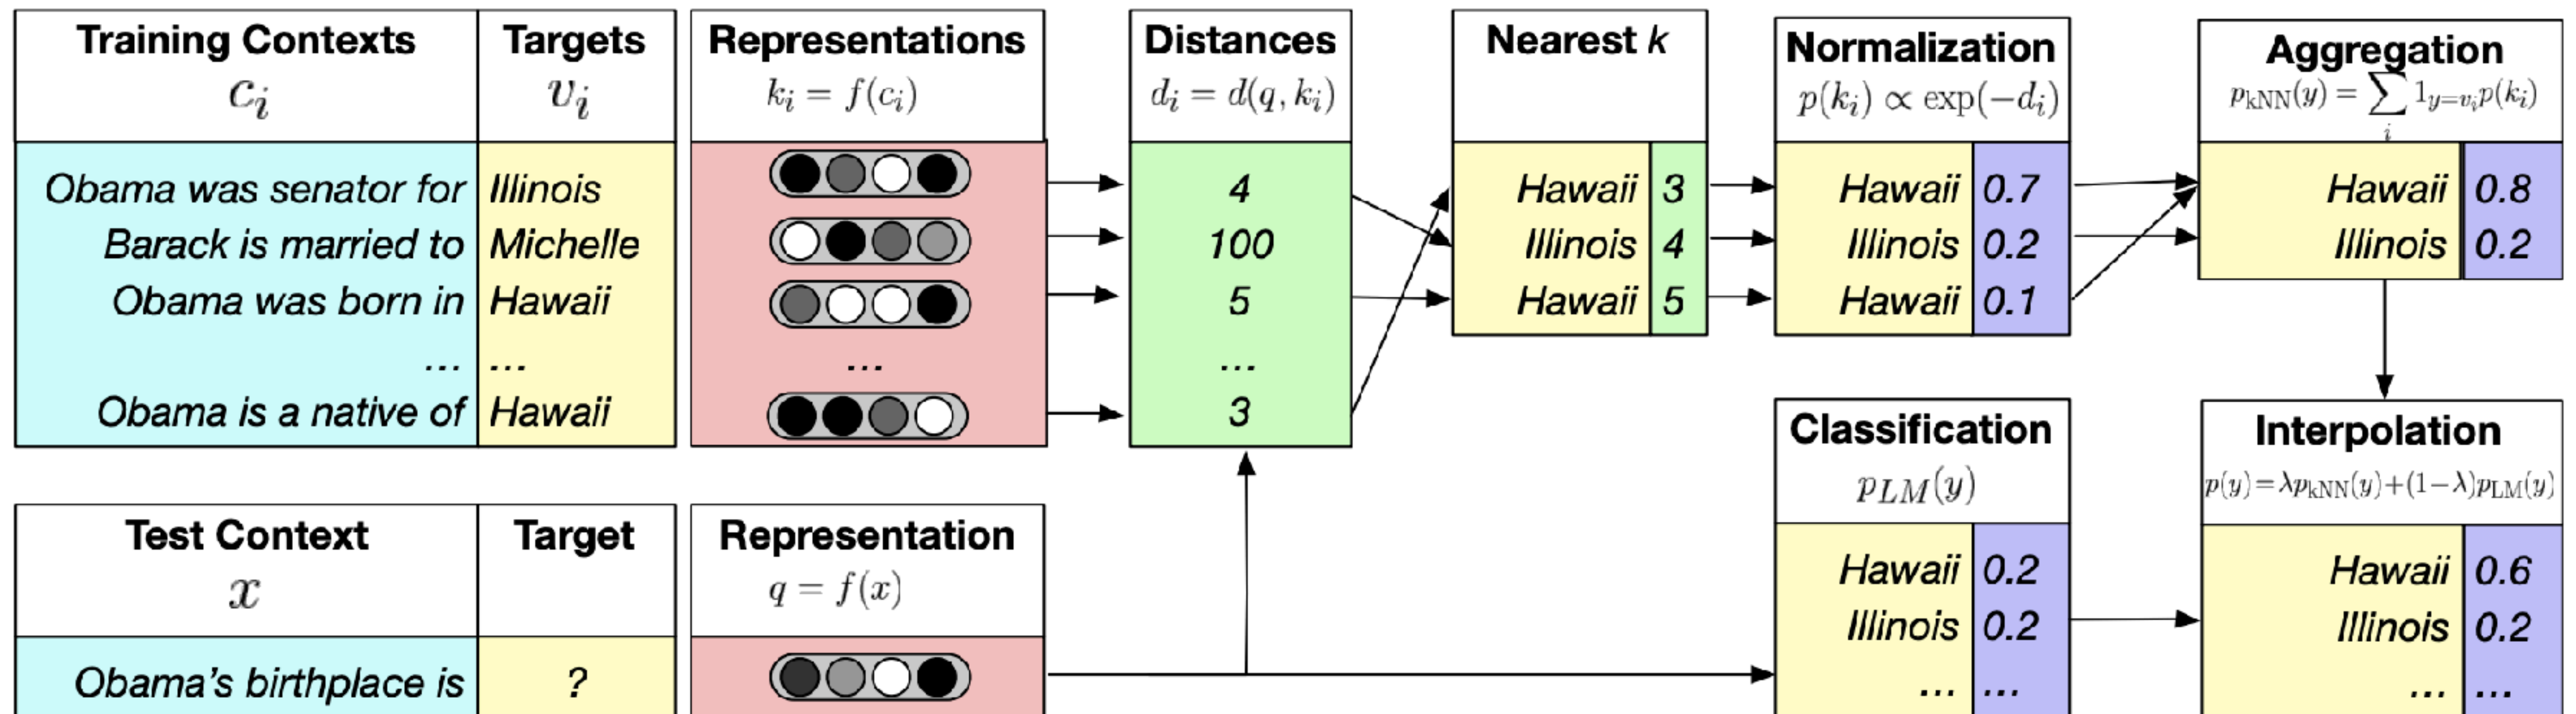 Training Contexts Targets Representations Distances Nearest k Normalization Aggregation
c_i v_i k_i = f(c_i) d_i = d(q, k_i) p(k_i) ∝ exp(−d_i) p_kNN(y) = ∑_i 1_{y=v_i} p(k_i)
Obama was senator for Illinois 4 Hawaii 3 Hawaii 0.7 Hawaii 0.8
Barack is married to Michelle 100 Illinois 4 Illinois 0.2 Illinois 0.2
Obama was born in Hawaii 5 Hawaii 5 Hawaii 0.1
... ... ... ...
Obama is a native of Hawaii 3
Classification Interpolation
p_LM(y) p(y)=λp_kNN(y)+(1−λ)p_LM(y)
Test Context Target Representation
x q = f(x)
Hawaii 0.2 Hawaii 0.6
Illinois 0.2 Illinois 0.2
Obama's birthplace is ? ... ... ... ...